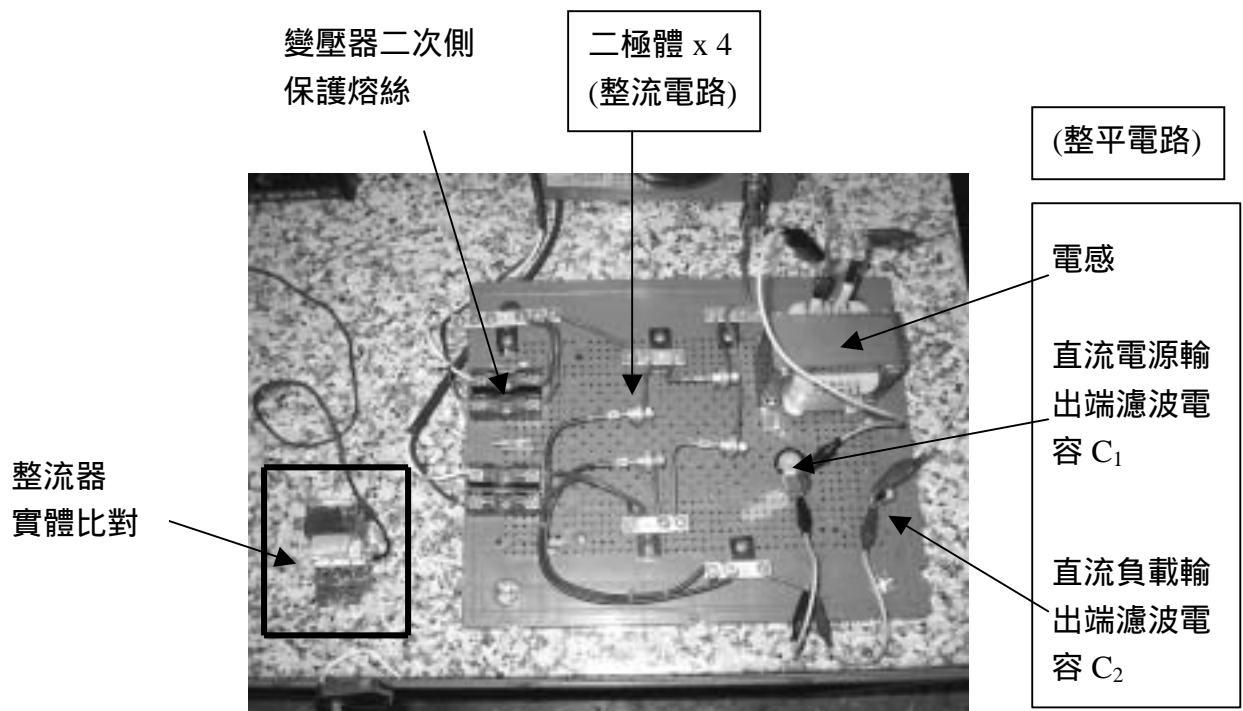 變壓器二次側
保護熔絲
二極體 x 4
(整流電路)
(整平電路)
電感
直流電源輸
出端濾波電
容 C₁
整流器
實體比對
直流負載輸
出端濾波電
容 C₂